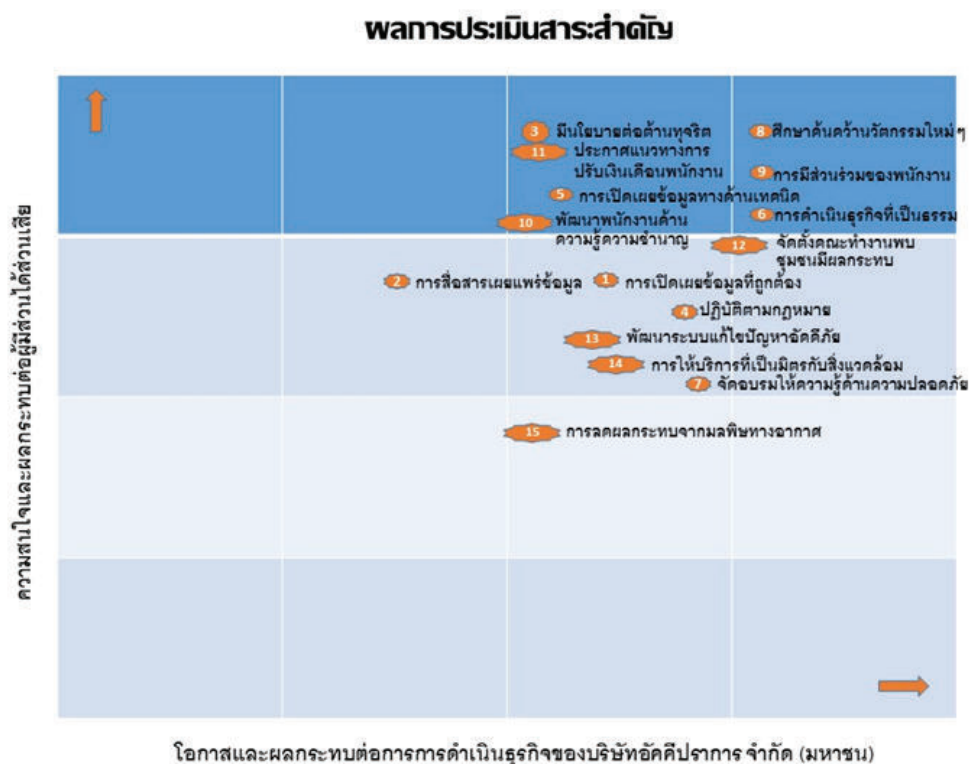 ผลการประเมินสาระสำคัญ
3 มีนโยบายต่อต้านทุจริต
8 ศึกษาค้นคว้านวัตกรรมใหม่ๆ
11 ประกาศแนวทางการ
ปรับเงินเดือนพนักงาน
9 การมีส่วนร่วมของพนักงาน
5 การเปิดเผยข้อมูลทางด้านเทคนิค
10 พัฒนาพนักงานด้าน
ความรู้ความชำนาญ
6 การดำเนินธุรกิจที่เป็นธรรม
12 จัดตั้งคณะทำงานพบ
ชุมชนมีผลกระทบ
2 การสื่อสารเผยแพร่ข้อมูล
1 การเปิดเผยข้อมูลที่ถูกต้อง
4 ปฏิบัติตามกฎหมาย
13 พัฒนาระบบแก้ไขปัญหาอัคคีภัย
14 การให้บริการที่เป็นมิตรกับสิ่งแวดล้อม
7 จัดอบรมให้ความรู้ด้านความปลอดภัย
15 การลดผลกระทบจากมลพิษทางอากาศ
ความสนใจและผลกระทบต่อผู้มีส่วนได้ส่วนเสีย
โอกาสและผลกระทบต่อการการดำเนินธุรกิจของบริษัทอัคคีปราการ จำกัด (มหาชน)